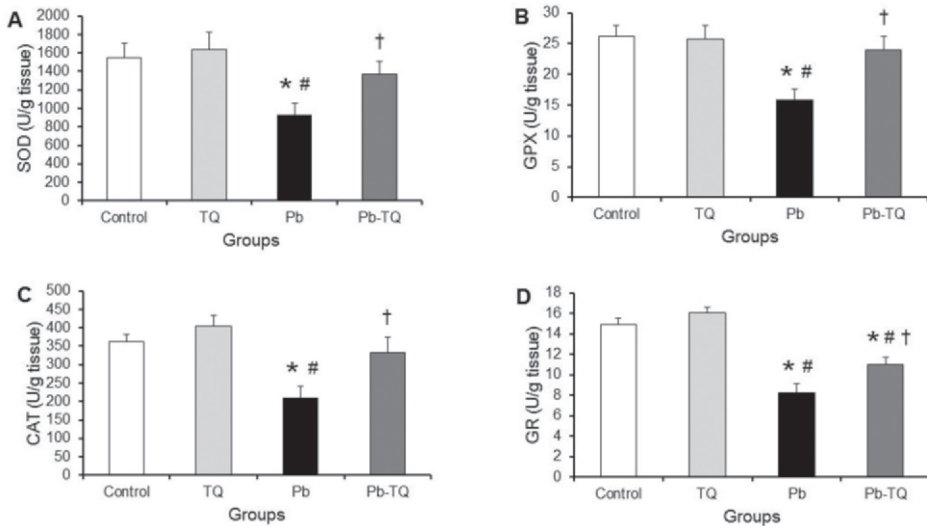 A
SOD (U/g tissue)
2000
1800
1600
1400
1200
1000
800
600
400
200
0
* #
†
Control TQ Pb Pb-TQ
Groups
B
GPX (U/g tissue)
30
25
20
15
10
5
0
* #
†
Control TQ Pb Pb-TQ
Groups
C
CAT (U/g tissue)
500
450
400
350
300
250
200
150
100
50
0
* #
†
Control TQ Pb Pb-TQ
Groups
D
GR (U/g tissue)
18
16
14
12
10
8
6
4
2
0
* #
* # †
Control TQ Pb Pb-TQ
Groups